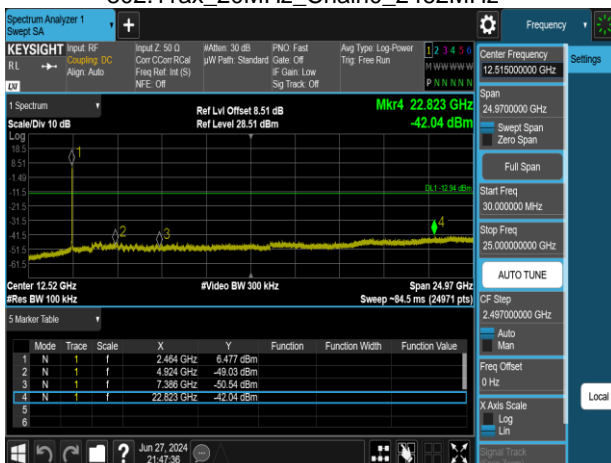 Spectrum Analyzer 1
Swept SA
Frequency
KEYSIGHT
Input: RF
Coupling: DC
Align: Auto
Input Z: 50 Ω
Corr CCorr RCal
Freq Ref: Int (S)
NFE: Off
#Atten: 30 dB
µW Path: Standard
PNO: Fast
Gate: Off
IF Gain: Low
Sig Track: Off
Avg Type: Log-Power
Trig: Free Run
1 2 3 4 5 6
M W W W W W
P N N N N N
RL
LXI
Center Frequency
12.515000000 GHz
Settings
Span
24.9700000 GHz
Swept Span
Zero Span
Full Span
Start Freq
30.000000 MHz
Stop Freq
25.000000000 GHz
AUTO TUNE
CF Step
2.497000000 GHz
Auto
Man
Freq Offset
0 Hz
X Axis Scale
Log
Lin
Signal Track
Local
1 Spectrum
Scale/Div 10 dB
Log
Ref Lvl Offset 8.51 dB
Ref Level 28.51 dBm
Mkr4 22.823 GHz
-42.04 dBm
18.5
8.51
-1.49
-11.5
-21.5
-31.5
-41.5
-51.5
-61.5
DL1 -12.94 dBm
1
2
3
4
Center 12.52 GHz
#Res BW 100 kHz
#Video BW 300 kHz
Span 24.97 GHz
Sweep ~84.5 ms (24971 pts)
5 Marker Table
Mode Trace Scale X Y Function Function Width Function Value
1 N 1 f 2.464 GHz 6.477 dBm
2 N 1 f 4.924 GHz -49.03 dBm
3 N 1 f 7.386 GHz -50.54 dBm
4 N 1 f 22.823 GHz -42.04 dBm
5
6
?
Jun 27, 2024
21:47:36